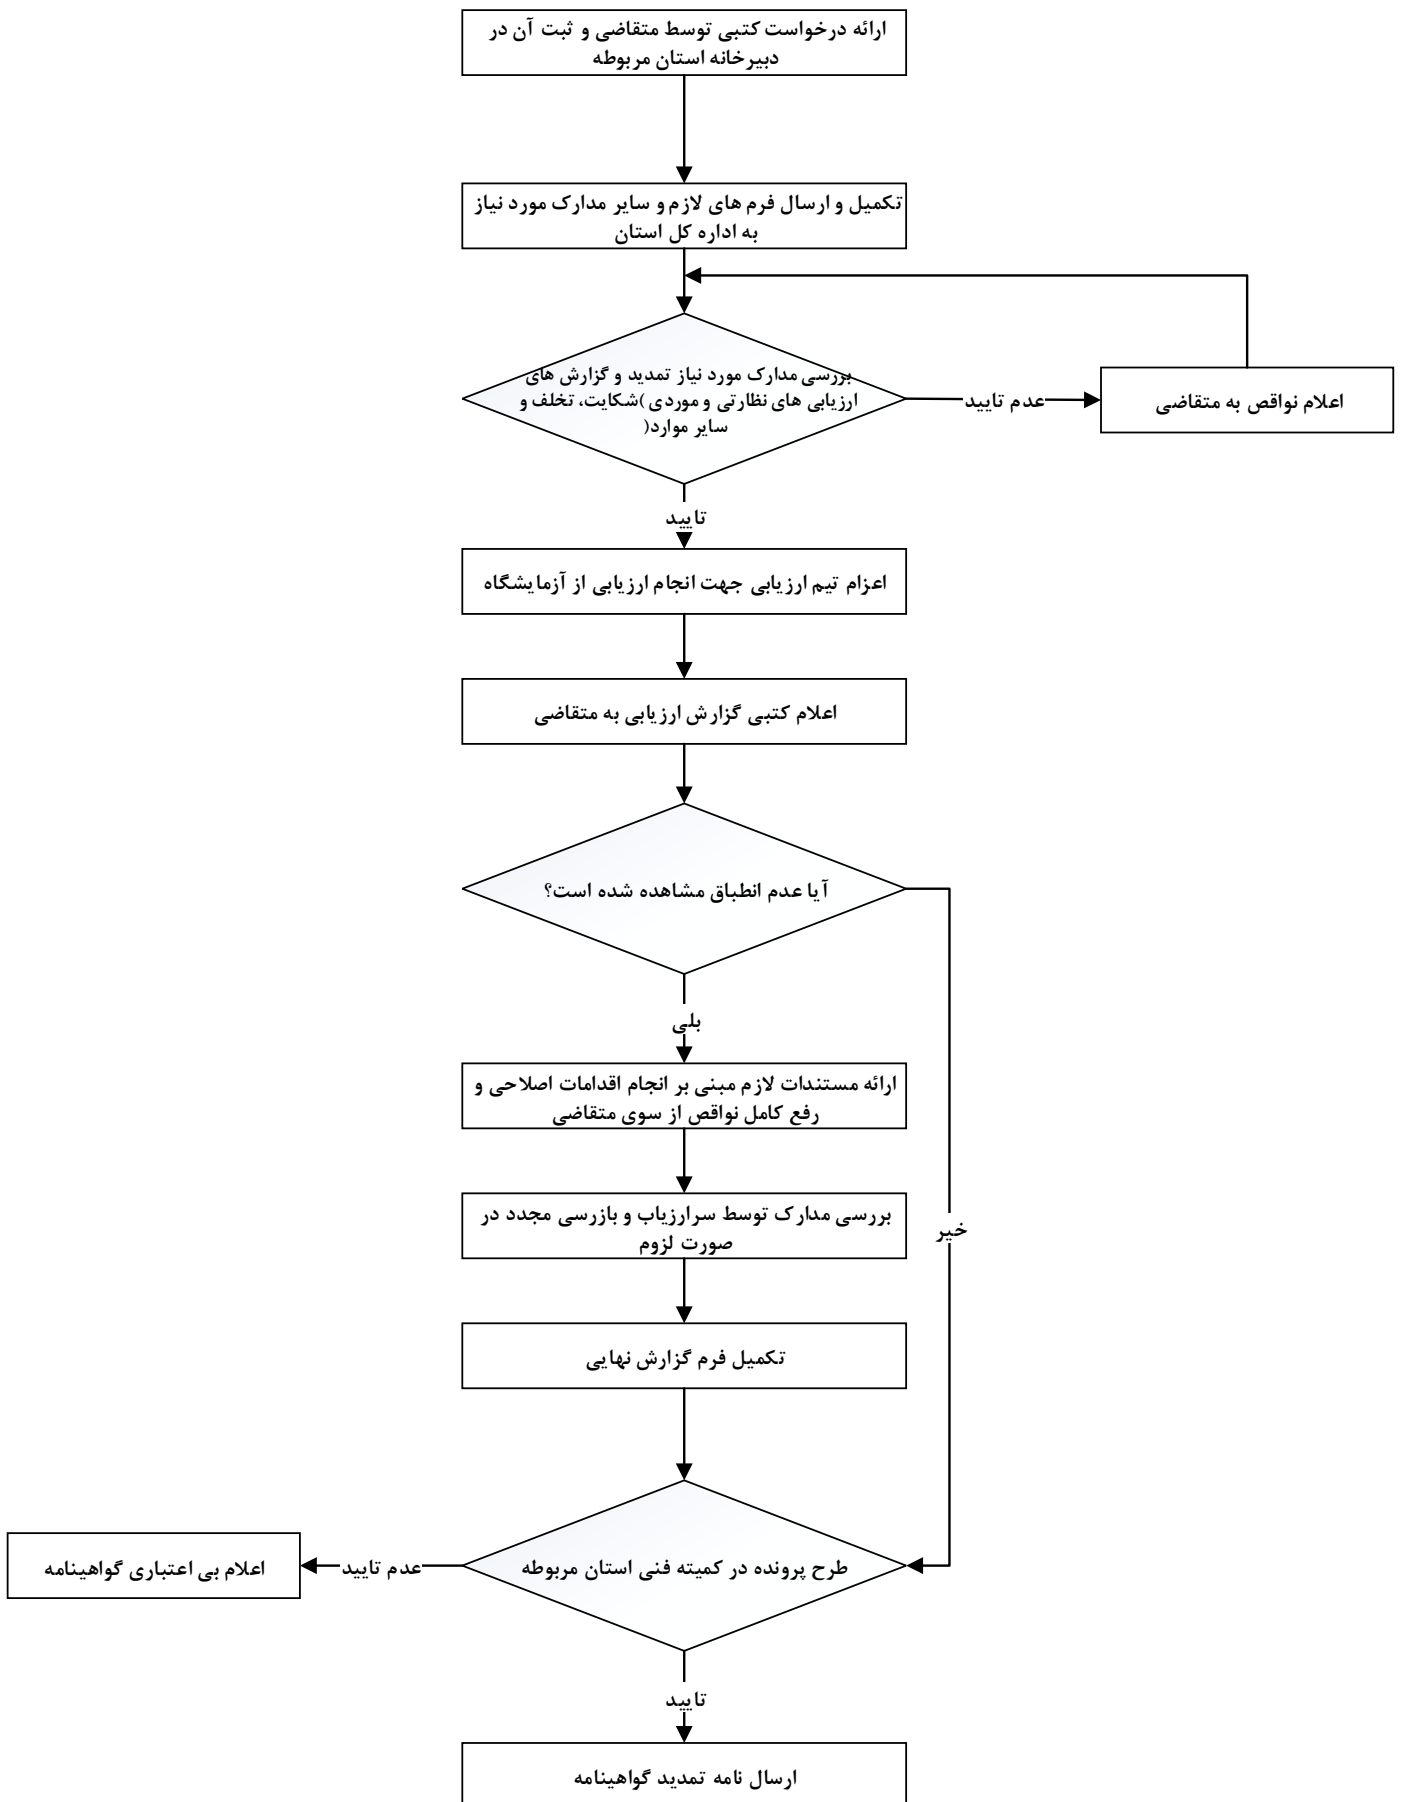 ارائه درخواست کتبی توسط متقاضی و ثبت آن در
دبیرخانه استان مربوطه
تکمیل و ارسال فرم های لازم و سایر مدارک مورد نیاز
به اداره کل استان
بررسی مدارک مورد نیاز تمدید و گزارش های
ارزیابی های نظارتی و موردی )شکایت، تخلف و
سایر موارد(
عدم تایید
اعلام نواقص به متقاضی
تایید
اعزام تیم ارزیابی جهت انجام ارزیابی از آزمایشگاه
اعلام کتبی گزارش ارزیابی به متقاضی
آیا عدم انطباق مشاهده شده است؟
بلی
ارائه مستندات لازم مبنی بر انجام اقدامات اصلاحی و
رفع کامل نواقص از سوی متقاضی
بررسی مدارک توسط سرارزیاب و بازرسی مجدد در
صورت لزوم
خیر
تکمیل فرم گزارش نهایی
طرح پرونده در کمیته فنی استان مربوطه
عدم تایید
اعلام بی اعتباری گواهینامه
تایید
ارسال نامه تمدید گواهینامه